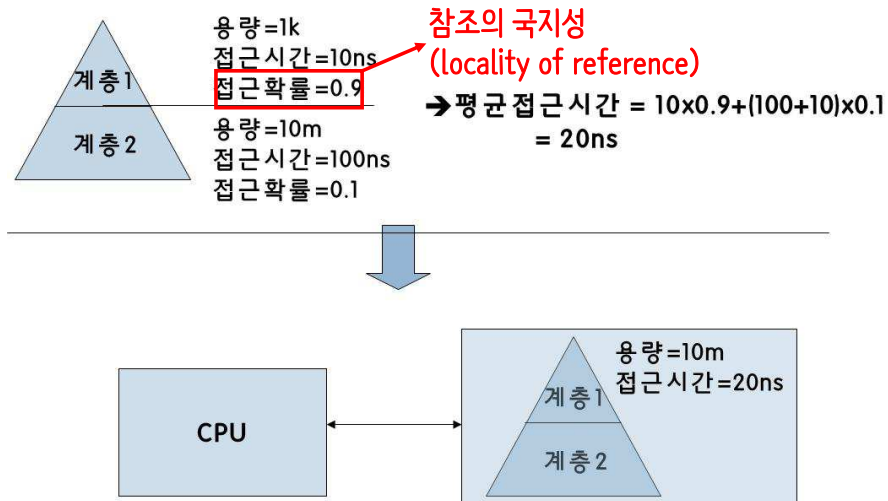 용량=1k
접근시간=10ns
접근확률=0.9
참조의 국지성
(locality of reference)
계층1
➔평균접근시간 = 10x0.9+(100+10)x0.1
= 20ns
계층2
용량=10m
접근시간=100ns
접근확률=0.1
CPU
용량=10m
접근시간=20ns
계층1
계층2